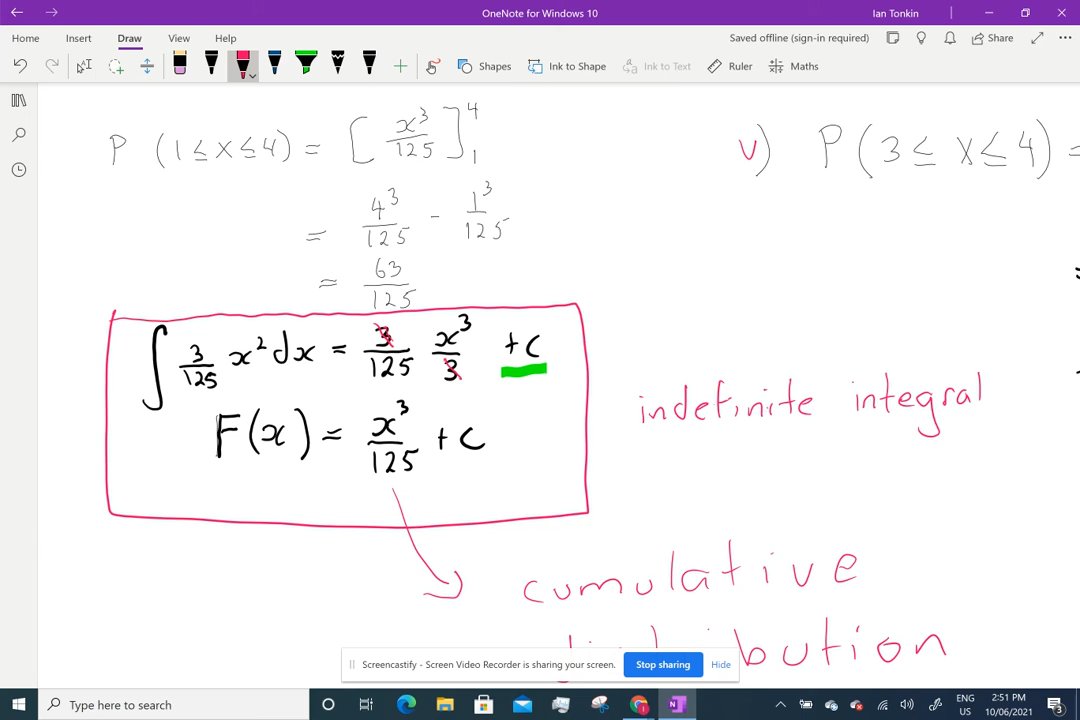 OneNote for Windows 10
Ian Tonkin
Home Insert Draw View Help
Saved offline (sign-in required)
Share
Ink to Shape
Shapes
Ink to Text
Ruler
Maths
P (1 ≤ x ≤ 4) = [x³/125]₁⁴
= 4³/125 - 1³/125
= 63/125
v) P(3 ≤ x ≤ 4) =
∫ 3/125 x² dx = 3/125 x³/3 + c
F(x) = x³/125 + c
indefinite integral
cumulative
distribution
Screencastify - Screen Video Recorder is sharing your screen.
Stop sharing
Hide
Type here to search
ENG
US
2:51 PM
10/06/2021
3